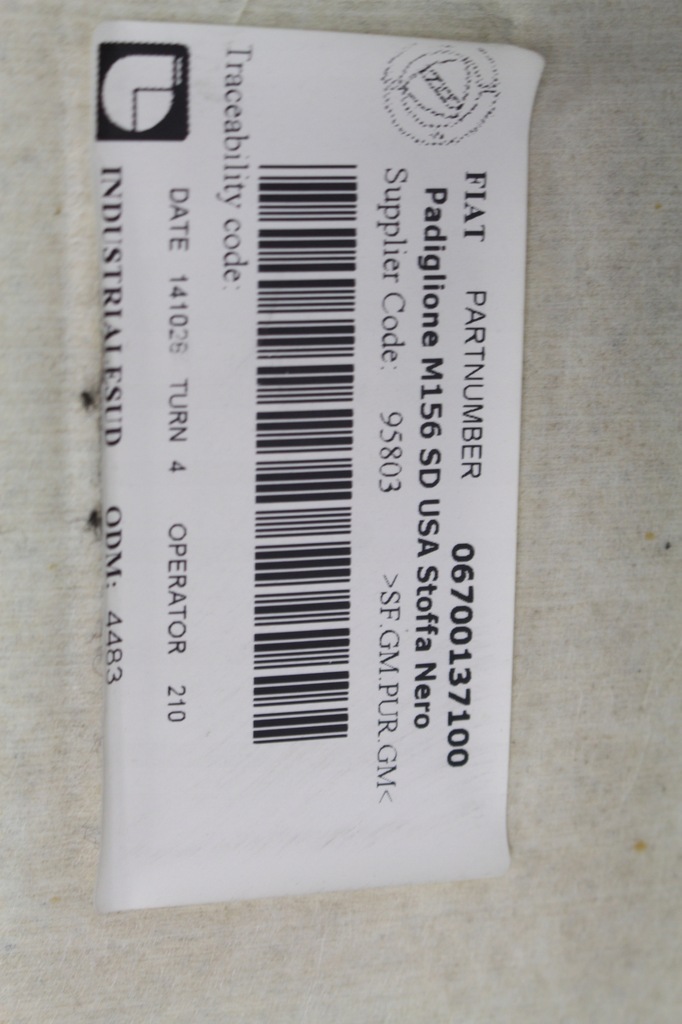 FIAT PARTNUMBER 06700137100
Padiglione M156 SD USA Stoffa Nero
Supplier Code: 95803 >SF.GM.PUR.GM<
Traceability code:
DATE 141028 TURN 4 OPERATOR 210
INDUSTRIALESUD ODM: 4483